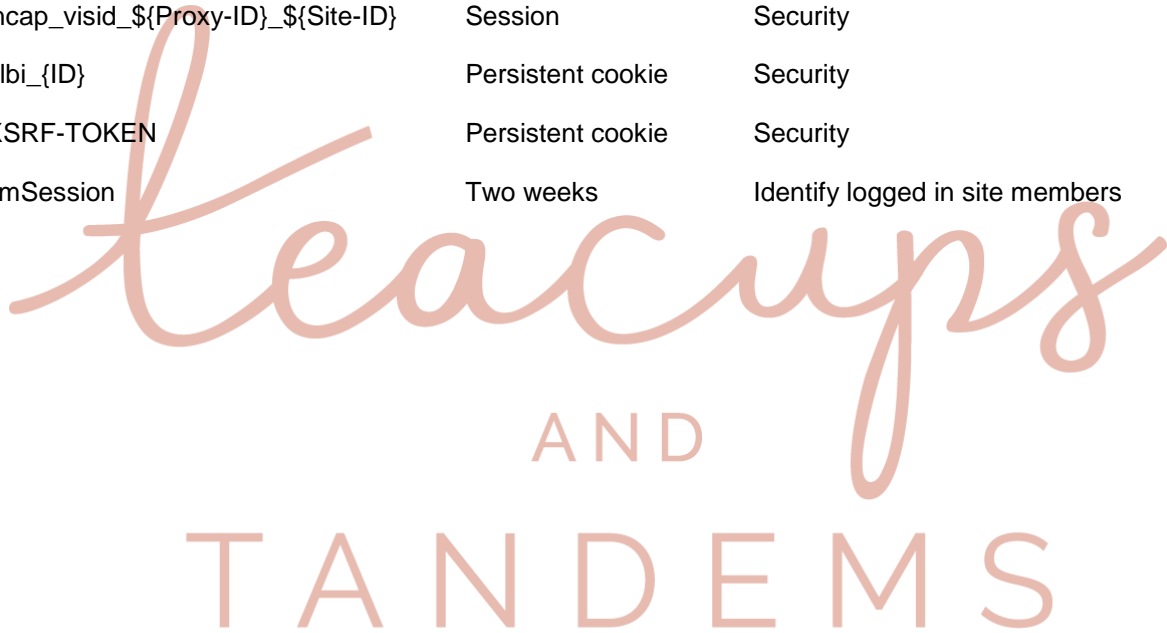 ncap_visid_${Proxy-ID}_${Site-ID} Session Security
lbi_{ID} Persistent cookie Security
XSRF-TOKEN Persistent cookie Security
mSession Two weeks Identify logged in site members
teacups
AND
TANDEMS